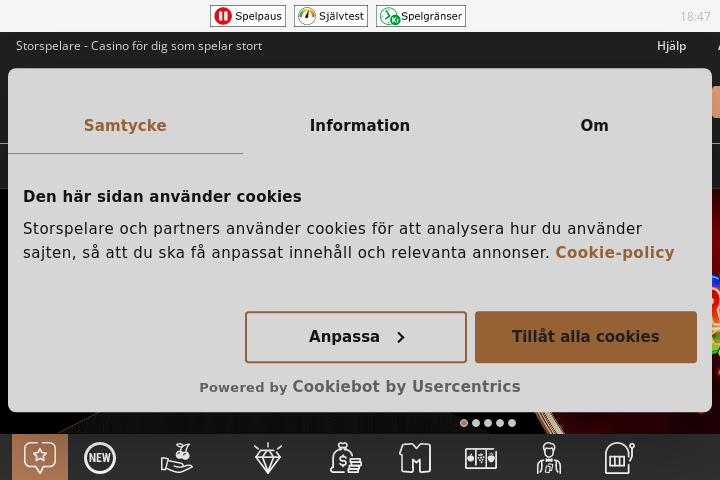 Spelpaus Självtest Spelgränser 18:47
Storspelare - Casino för dig som spelar stort Hjälp
Samtycke Information Om
Den här sidan använder cookies
Storspelare och partners använder cookies för att analysera hur du använder
sajten, så att du ska få anpassat innehåll och relevanta annonser. Cookie-policy
Anpassa Tillåt alla cookies
Powered by Cookiebot by Usercentrics
NEW